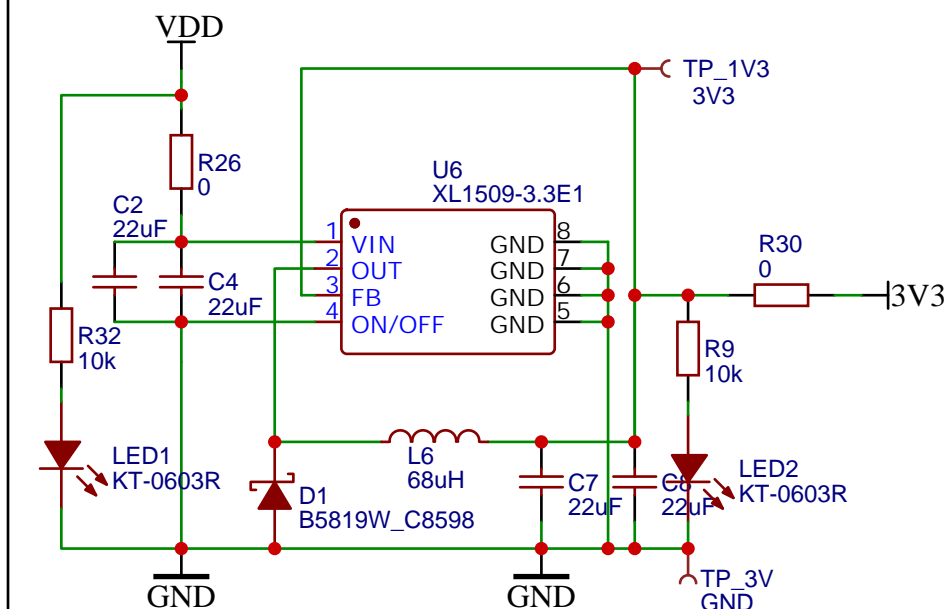 VDD
TP_1V3
3V3
R26
0
U6
XL1509-3.3E1
C2
22uF
1
VIN
2
OUT
3
FB
4
ON/OFF
GND
8
GND
7
GND
6
GND
5
C4
22uF
R30
0
3V3
R32
10k
R9
10k
LED1
KT-0603R
L6
68uH
D1
B5819W_C8598
C7
22uF
C8
22uF
LED2
KT-0603R
GND
GND
TP_3V
GND